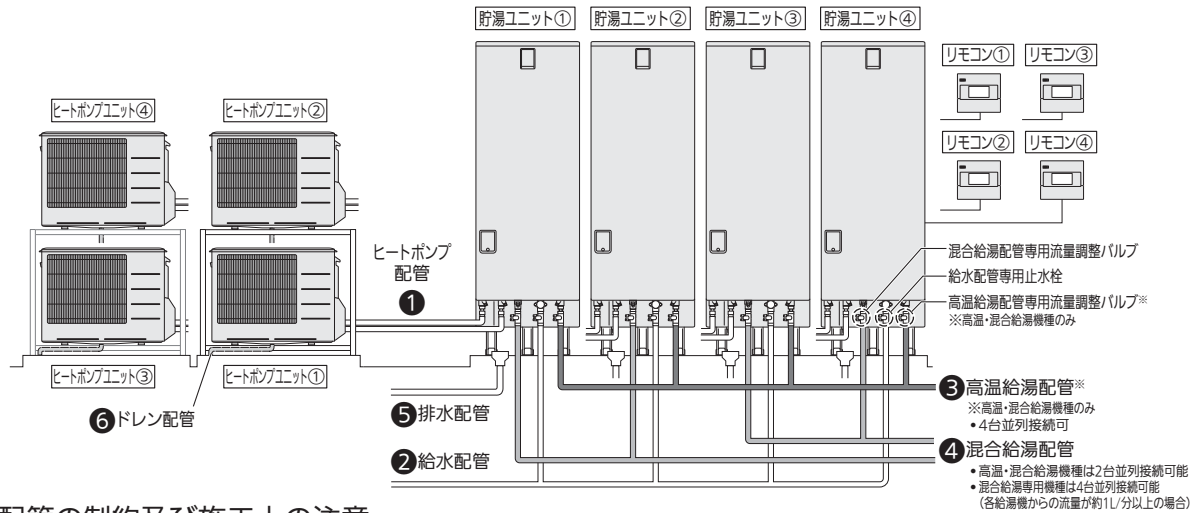 貯湯ユニット①
貯湯ユニット②
貯湯ユニット③
貯湯ユニット④
リモコン①
リモコン③
ヒートポンプユニット④
ヒートポンプユニット②
リモコン②
リモコン④
ヒートポンプ
配管
❶
混合給湯配管専用流量調整バルブ
給水配管専用止水栓
高温給湯配管専用流量調整バルブ※
※高温・混合給湯機種のみ
ヒートポンプユニット③
ヒートポンプユニット①
❻ドレン配管
❺排水配管
❷給水配管
❸高温給湯配管※
※高温・混合給湯機種のみ
•4台並列接続可
❹混合給湯配管
•高温・混合給湯機種は2台並列接続可能
•混合給湯専用機種は4台並列接続可能
(各給湯機からの流量が約1L/分以上の場合)
配管の制約及び施工上の注意